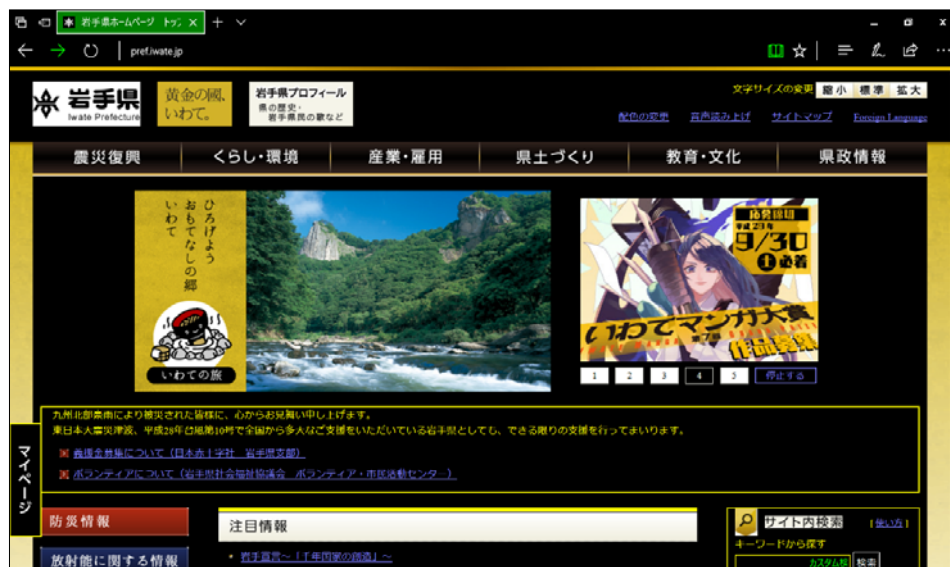 岩手県ホームページ トップ
pref.iwate.jp
岩手県
Iwate Prefecture
黄金の國、
いわて。
岩手県プロフィール
県の歴史・
岩手県民の歌など
文字サイズの変更 縮小 標準 拡大
配色の変更 音声読み上げ サイトマップ Foreign Language
震災復興 くらし・環境 産業・雇用 県土づくり 教育・文化 県政情報
ひろげよう
おもてなしの郷
いわて
いわての旅
応募締切
平成29年
9/30
土 必着
いわてマンガ大賞
作品募集
1 2 3 4 5 停止する
九州北部豪雨により被災された皆様に、心からお見舞い申し上げます。
東日本大震災津波、平成28年台風第10号で全国から多大なご支援をいただいている岩手県としても、できる限りの支援を行ってまいります。
義援金募集について（日本赤十字社 岩手県支部）
ボランティアについて（岩手県社会福祉協議会 ボランティア・市民活動センター）
マイページ
防災情報
注目情報
サイト内検索 [使い方]
キーワードから探す
放射能に関する情報
岩手宣言～「千年国家の創造」～
カスタム検 検索